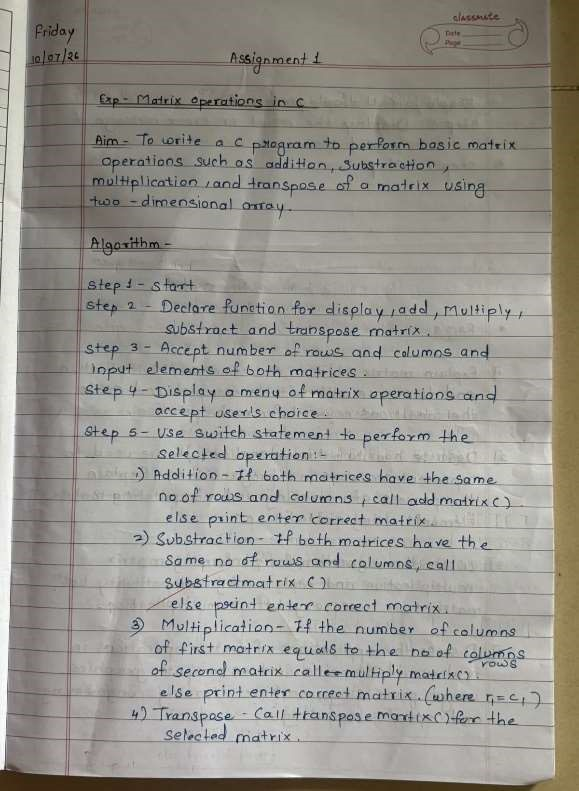 classmate
Date
Page
Friday
10/07/26
Assignment 1
Exp - Matrix operations in C
Aim - To write a C program to perform basic matrix
operations such as addition, substraction,
multiplication, and transpose of a matrix using
two - dimensional array.
Algorithm -
Step 1 - Start
Step 2 - Declare function for display, add, Multiply,
substract and transpose matrix.
Step 3 - Accept number of rows and columns and
input elements of both matrices.
Step 4 - Display a menu of matrix operations and
accept user's choice.
Step 5 - Use switch statement to perform the
selected operation :-
1) Addition - If both matrices have the same
no of rows and columns, call addmatrix()
else print enter correct matrix.
2) Substraction - If both matrices have the
same no of rows and columns, call
substractmatrix ()
else print enter correct matrix.
3) Multiplication - If the number of columns
of first matrix equals to the no of columns
rows
of second matrix call multiply matrix().
else print enter correct matrix. (where r₁ = c₁)
4) Transpose - Call transpose martix() for the
selected matrix.